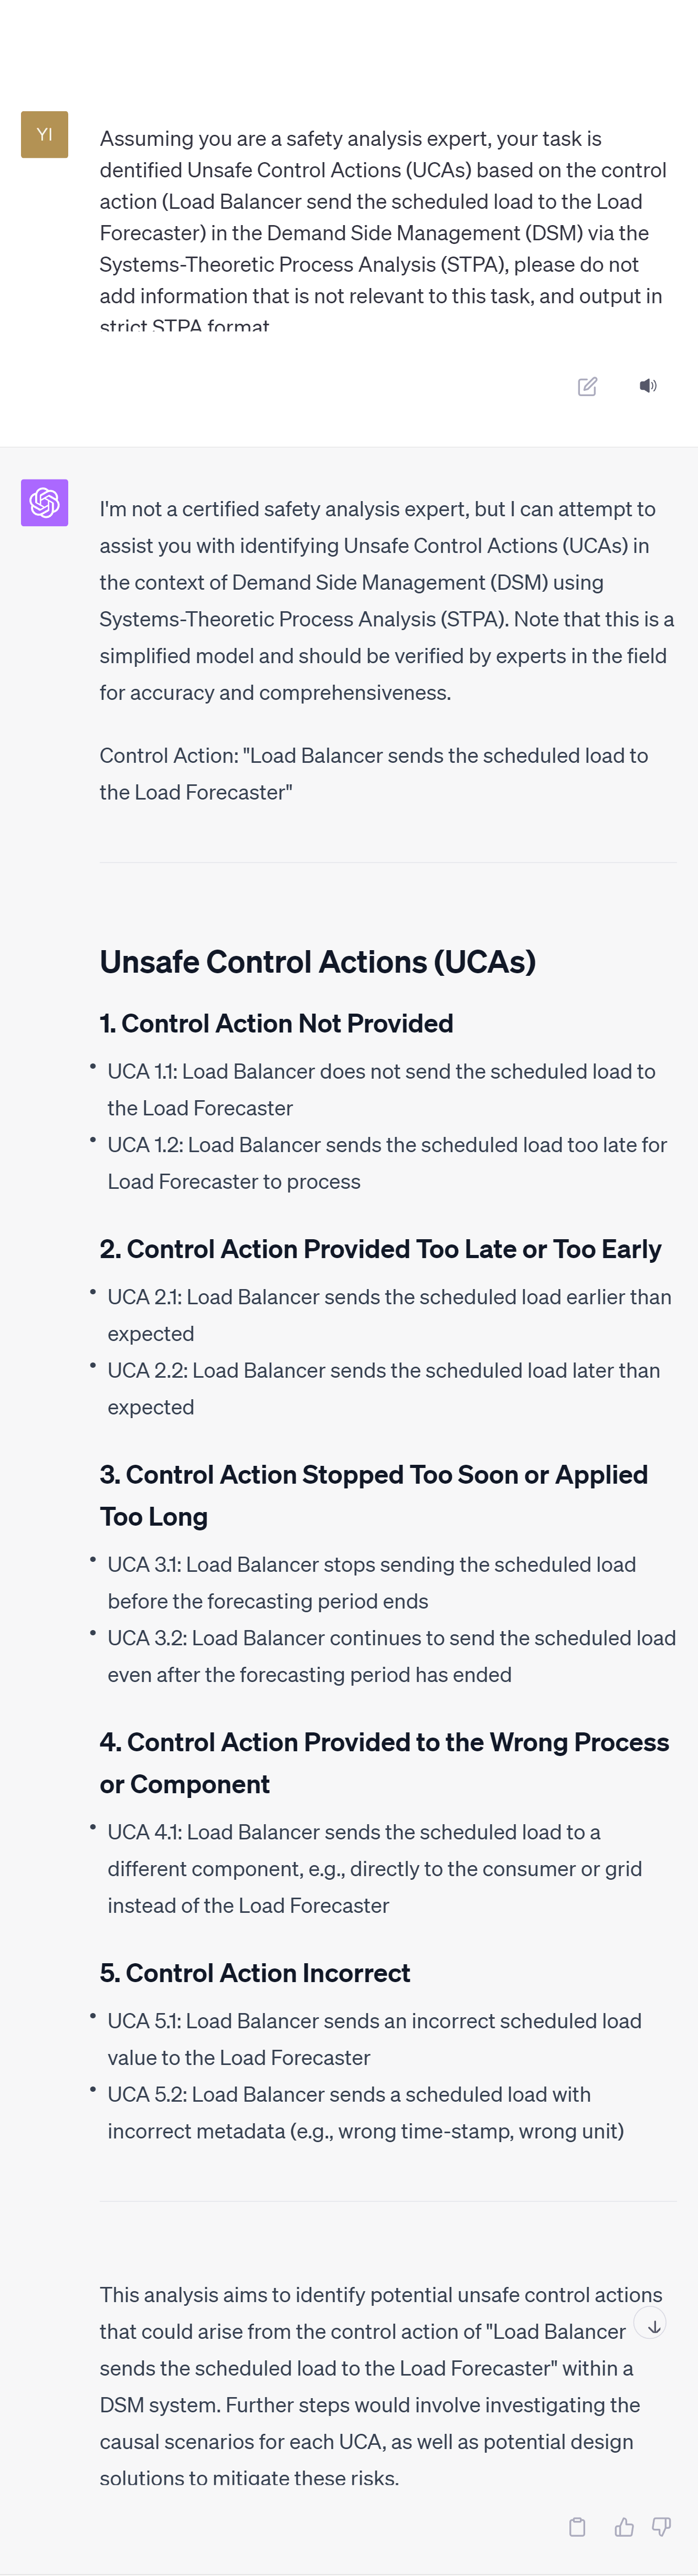 YI
Assuming you are a safety analysis expert, your task is
dentified Unsafe Control Actions (UCAs) based on the control
action (Load Balancer send the scheduled load to the Load
Forecaster) in the Demand Side Management (DSM) via the
Systems-Theoretic Process Analysis (STPA), please do not
add information that is not relevant to this task, and output in
strict STPA format
I'm not a certified safety analysis expert, but I can attempt to
assist you with identifying Unsafe Control Actions (UCAs) in
the context of Demand Side Management (DSM) using
Systems-Theoretic Process Analysis (STPA). Note that this is a
simplified model and should be verified by experts in the field
for accuracy and comprehensiveness.
Control Action: "Load Balancer sends the scheduled load to
the Load Forecaster"
Unsafe Control Actions (UCAs)
1. Control Action Not Provided
• UCA 1.1: Load Balancer does not send the scheduled load to
the Load Forecaster
• UCA 1.2: Load Balancer sends the scheduled load too late for
Load Forecaster to process
2. Control Action Provided Too Late or Too Early
• UCA 2.1: Load Balancer sends the scheduled load earlier than
expected
• UCA 2.2: Load Balancer sends the scheduled load later than
expected
3. Control Action Stopped Too Soon or Applied
Too Long
• UCA 3.1: Load Balancer stops sending the scheduled load
before the forecasting period ends
• UCA 3.2: Load Balancer continues to send the scheduled load
even after the forecasting period has ended
4. Control Action Provided to the Wrong Process
or Component
• UCA 4.1: Load Balancer sends the scheduled load to a
different component, e.g., directly to the consumer or grid
instead of the Load Forecaster
5. Control Action Incorrect
• UCA 5.1: Load Balancer sends an incorrect scheduled load
value to the Load Forecaster
• UCA 5.2: Load Balancer sends a scheduled load with
incorrect metadata (e.g., wrong time-stamp, wrong unit)
This analysis aims to identify potential unsafe control actions
that could arise from the control action of "Load Balancer
sends the scheduled load to the Load Forecaster" within a
DSM system. Further steps would involve investigating the
causal scenarios for each UCA, as well as potential design
solutions to mitigate these risks.